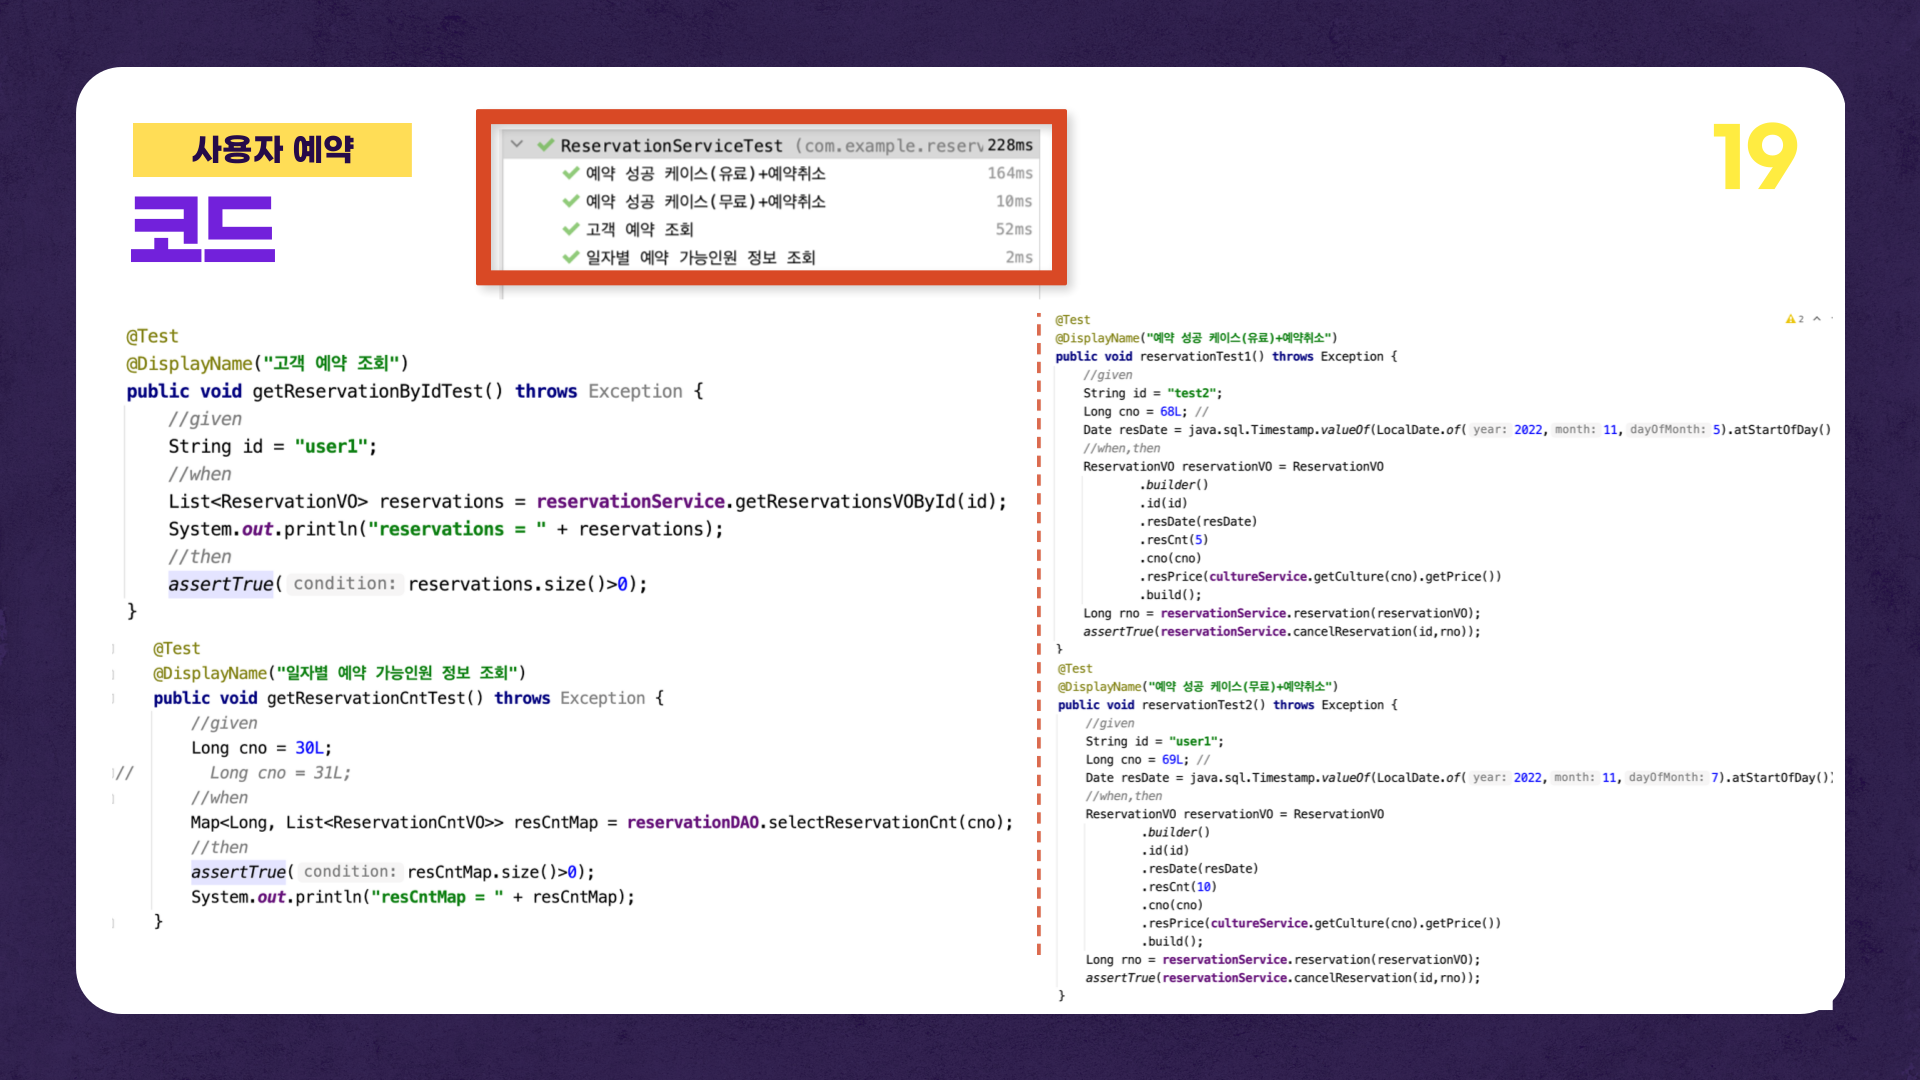 사용자 예약
코드
19
ReservationServiceTest (com.example.reserv 228ms
예약 성공 케이스(유료)+예약취소 164ms
예약 성공 케이스(무료)+예약취소 10ms
고객 예약 조회 52ms
일자별 예약 가능인원 정보 조회 2ms
@Test
@DisplayName("고객 예약 조회")
public void getReservationByIdTest() throws Exception {
//given
String id = "user1";
//when
List<ReservationVO> reservations = reservationService.getReservationsVOById(id);
System.out.println("reservations = " + reservations);
//then
assertTrue( condition: reservations.size()>0);
}
@Test
@DisplayName("일자별 예약 가능인원 정보 조회")
public void getReservationCntTest() throws Exception {
//given
Long cno = 30L;
// Long cno = 31L;
//when
Map<Long, List<ReservationCntVO>> resCntMap = reservationDAO.selectReservationCnt(cno);
//then
assertTrue( condition: resCntMap.size()>0);
System.out.println("resCntMap = " + resCntMap);
}
2
@Test
@DisplayName("예약 성공 케이스(유료)+예약취소")
public void reservationTest1() throws Exception {
//given
String id = "test2";
Long cno = 68L; //
Date resDate = java.sql.Timestamp.valueOf(LocalDate.of( year: 2022, month: 11, dayOfMonth: 5).atStartOfDay()
//when,then
ReservationVO reservationVO = ReservationVO
.builder()
.id(id)
.resDate(resDate)
.resCnt(5)
.cno(cno)
.resPrice(cultureService.getCulture(cno).getPrice())
.build();
Long rno = reservationService.reservation(reservationVO);
assertTrue(reservationService.cancelReservation(id,rno));
}
@Test
@DisplayName("예약 성공 케이스(무료)+예약취소")
public void reservationTest2() throws Exception {
//given
String id = "user1";
Long cno = 69L; //
Date resDate = java.sql.Timestamp.valueOf(LocalDate.of( year: 2022, month: 11, dayOfMonth: 7).atStartOfDay())
//when,then
ReservationVO reservationVO = ReservationVO
.builder()
.id(id)
.resDate(resDate)
.resCnt(10)
.cno(cno)
.resPrice(cultureService.getCulture(cno).getPrice())
.build();
Long rno = reservationService.reservation(reservationVO);
assertTrue(reservationService.cancelReservation(id,rno));
}